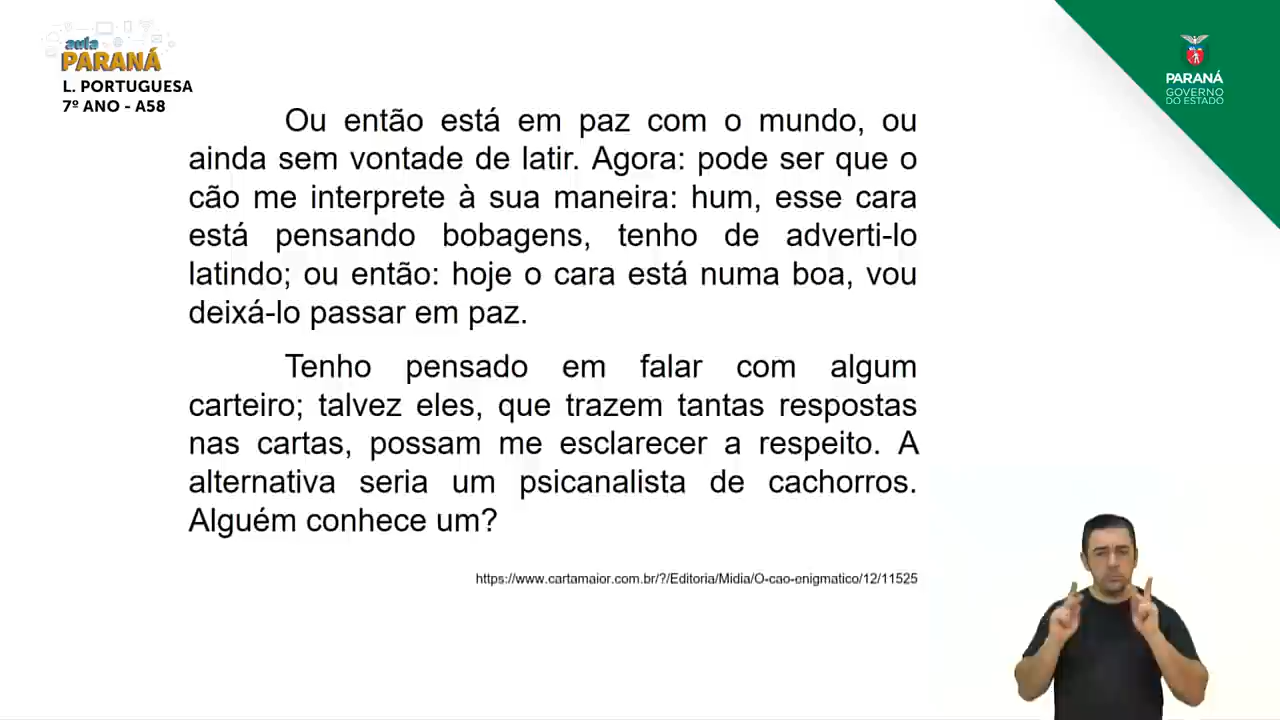 aula
PARANÁ
L. PORTUGUESA
7º ANO - A58
PARANÁ
GOVERNO
DO ESTADO
Ou então está em paz com o mundo, ou
ainda sem vontade de latir. Agora: pode ser que o
cão me interprete à sua maneira: hum, esse cara
está pensando bobagens, tenho de adverti-lo
latindo; ou então: hoje o cara está numa boa, vou
deixá-lo passar em paz.
Tenho pensado em falar com algum
carteiro; talvez eles, que trazem tantas respostas
nas cartas, possam me esclarecer a respeito. A
alternativa seria um psicanalista de cachorros.
Alguém conhece um?
https://www.cartamaior.com.br/?/Editoria/Midia/O-cao-enigmatico/12/11525